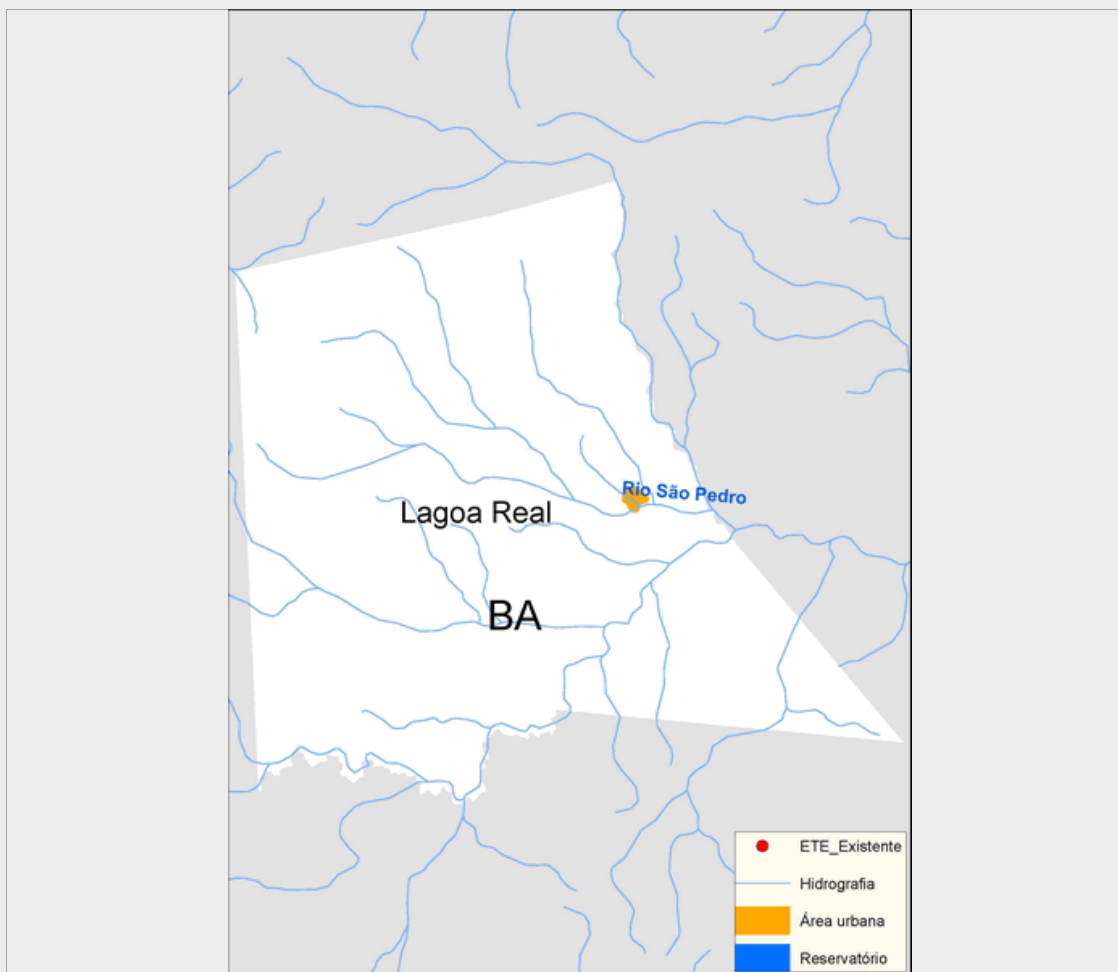 Rio São Pedro
Lagoa Real
BA
ETE_Existente
Hidrografia
Área urbana
Reservatório